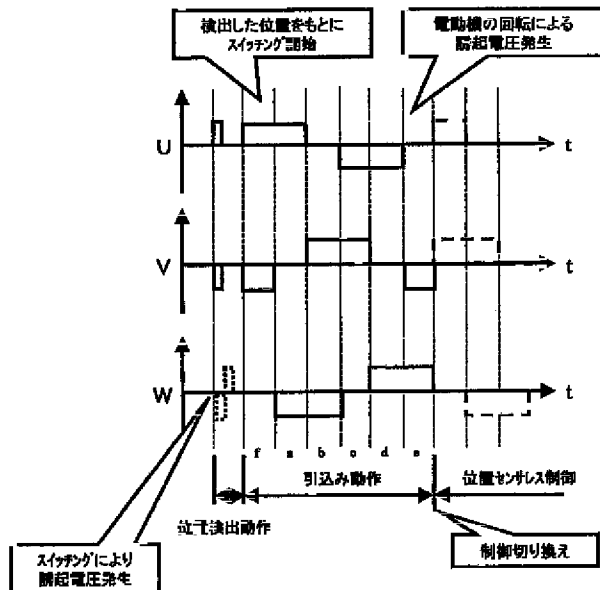 検出した位置をもとに
スイッチング開始
電動機の回転による
誘起電圧発生
U
t
V
t
W
t
f a b c d e
引込み動作
位置センサレス制御
位置検出動作
スイッチングにより
誘起電圧発生
制御切り換え